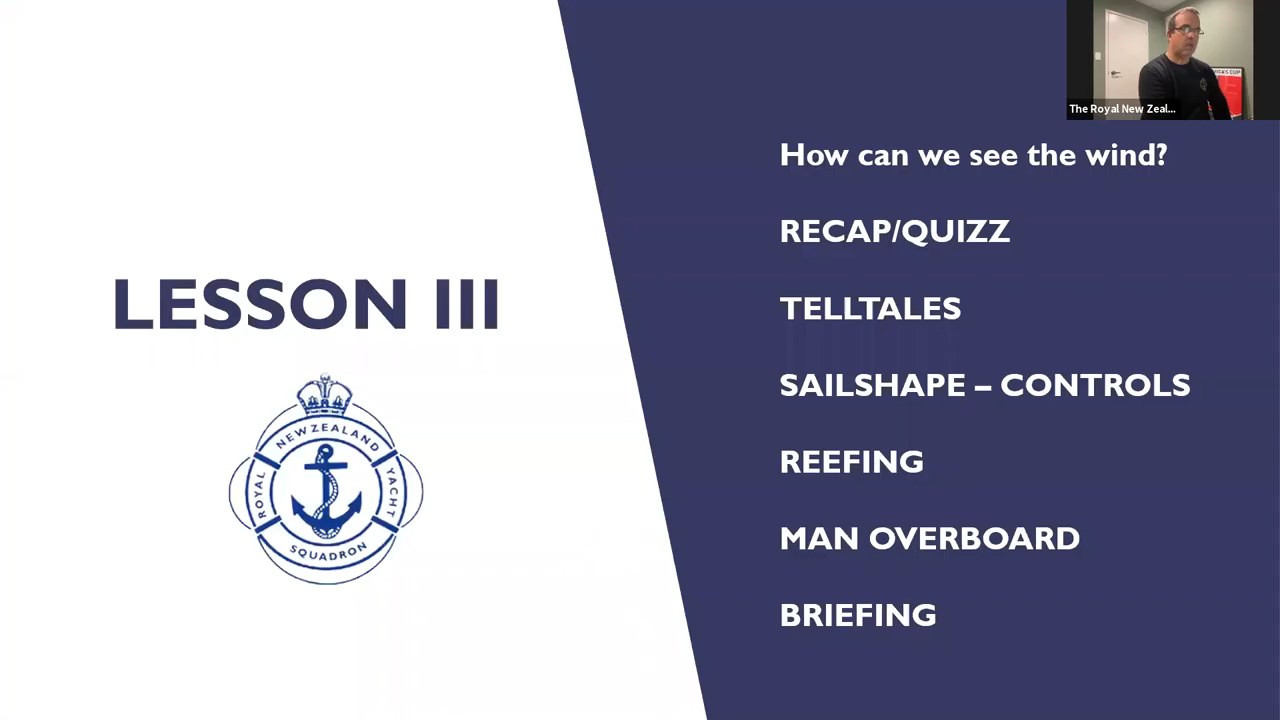 The Royal New Zeal...
How can we see the wind?
RECAP/QUIZZ
TELLTALES
SAILSHAPE – CONTROLS
REEFING
MAN OVERBOARD
BRIEFING
LESSON III
ROYAL NEW ZEALAND YACHT
SQUADRON